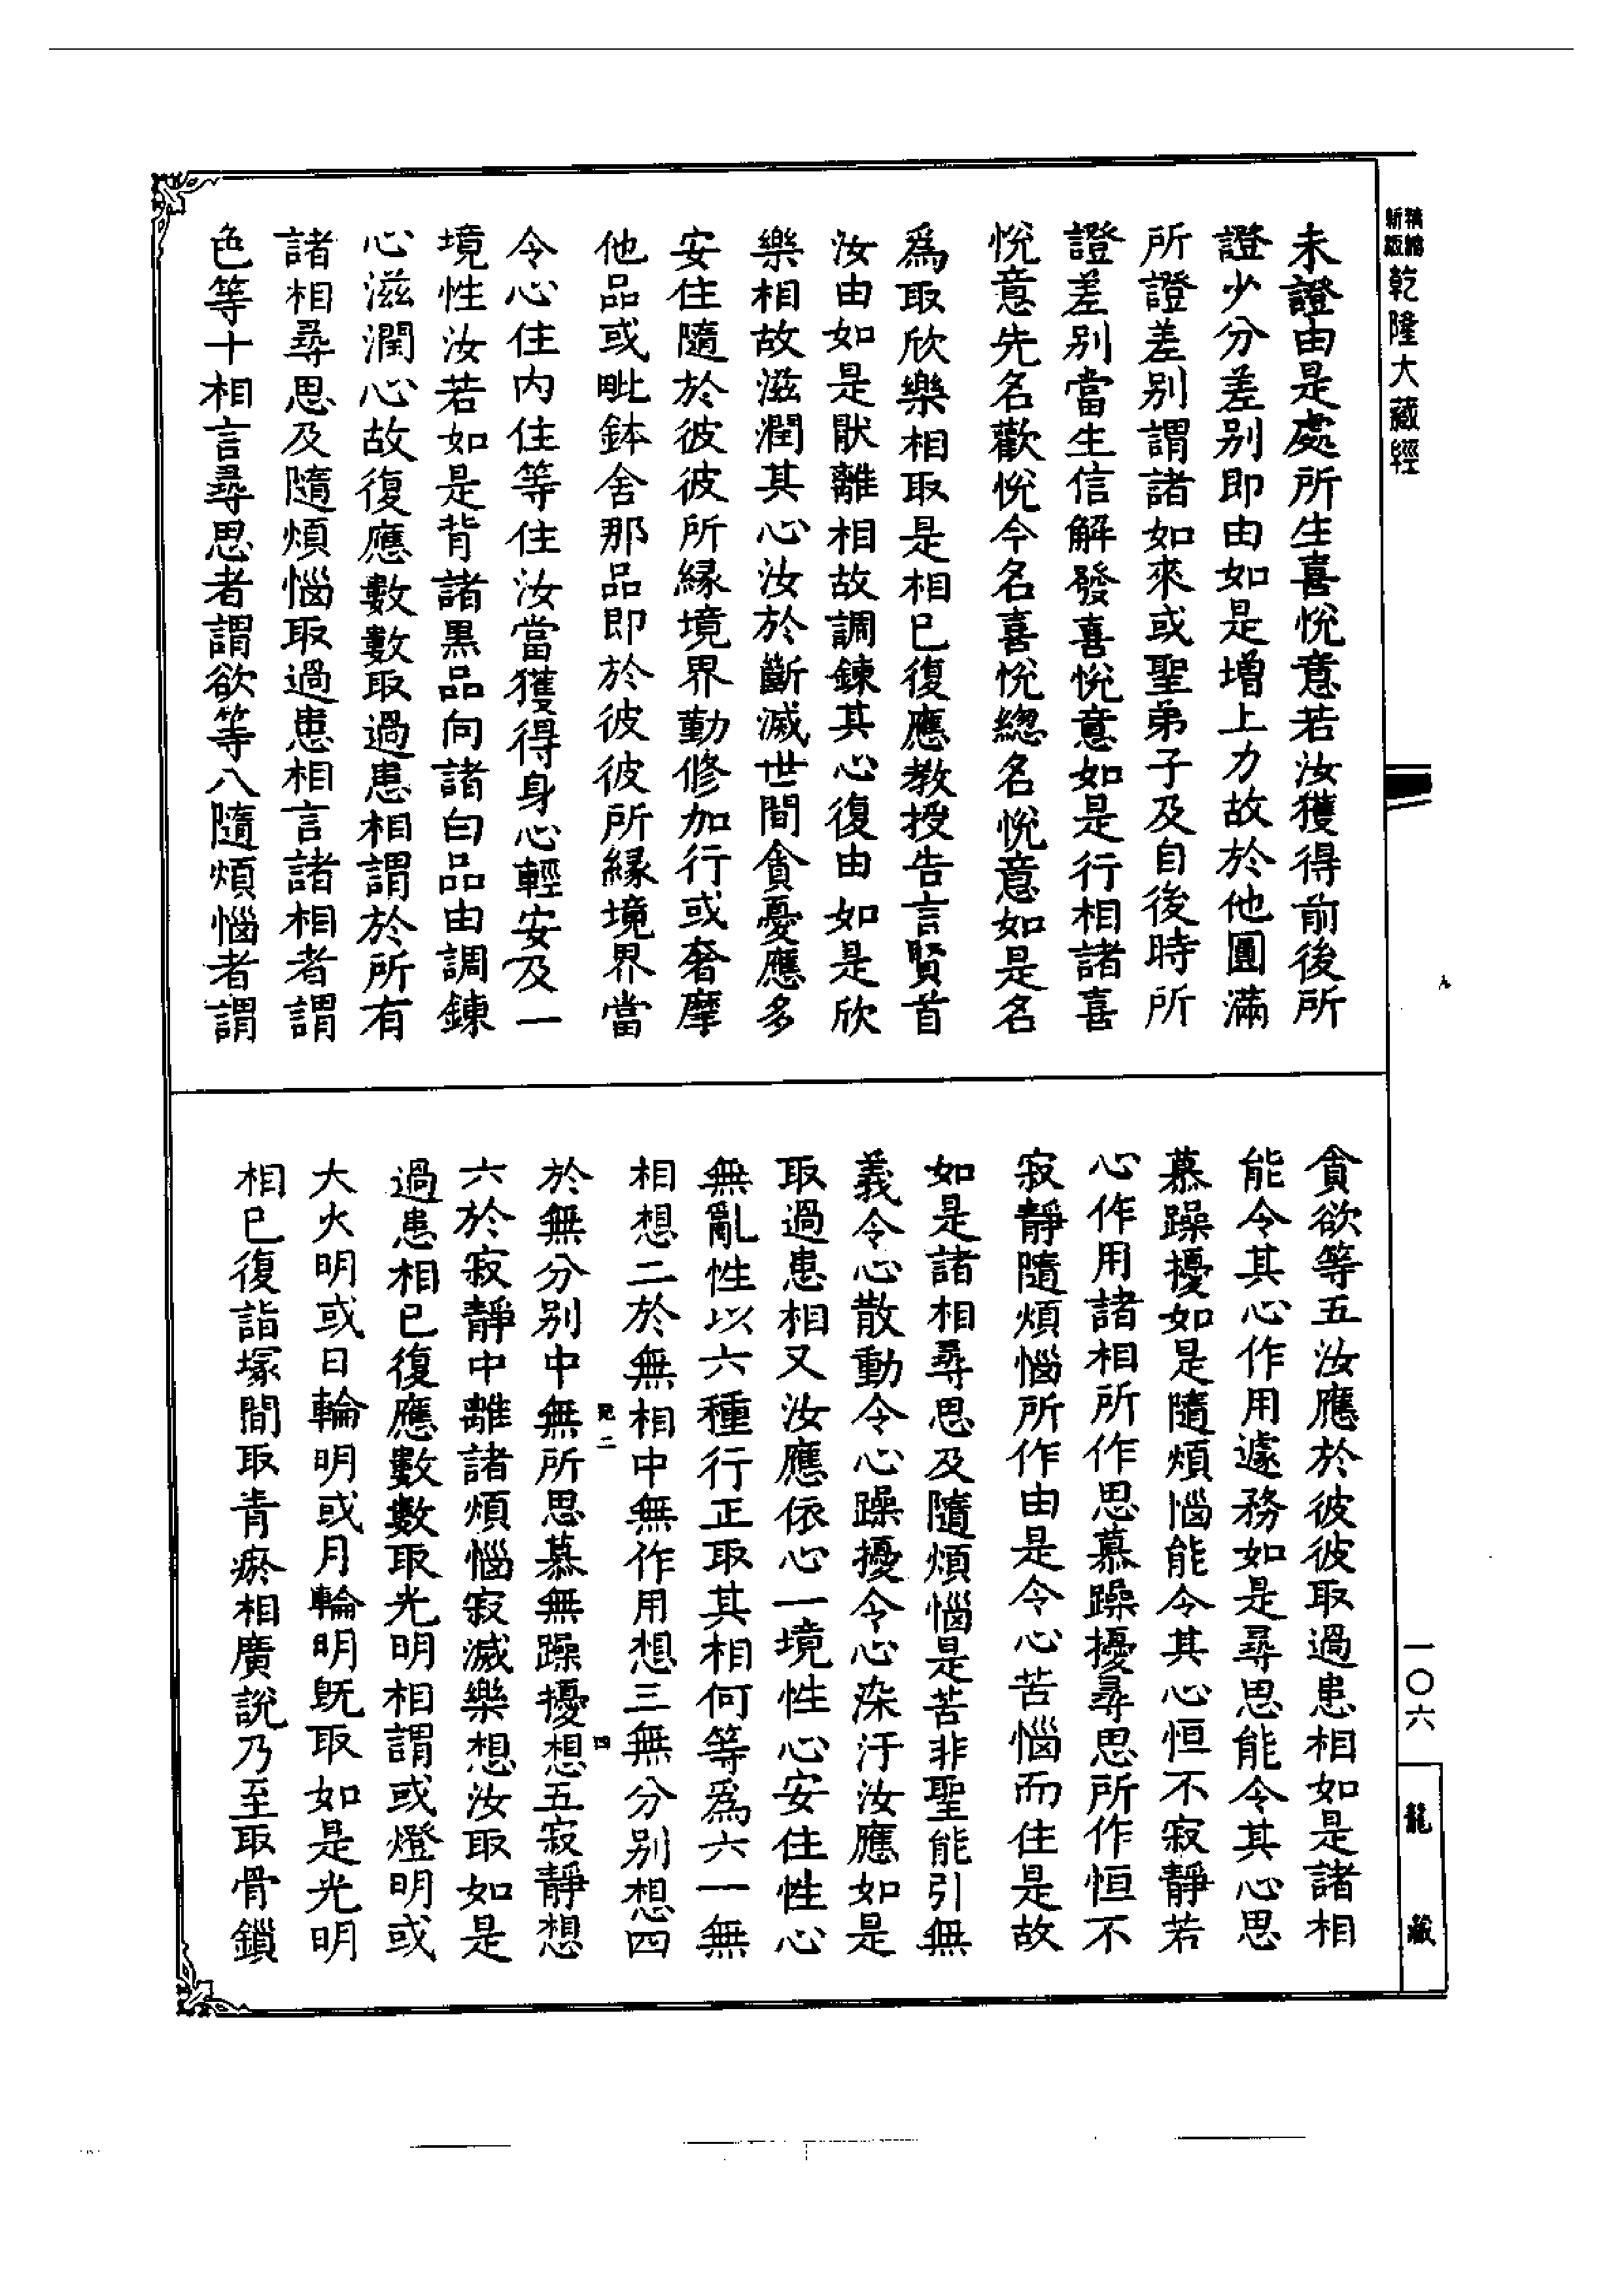 精編新版 乾隆大藏經
未證由是處所生喜悅意若汝獲得前後所
證少分差別即由如是增上力故於他圓滿
所證差別謂諸如來或聖弟子及自後時所
證差別當生信解發喜悅意如是行相諸喜
悅意先名歡悅今名喜悅緫名悅意如是名
為取欣樂相取是相已復應教授告言賢首
汝由如是猒離相故調鍊其心復由如是欣
樂相故滋潤其心汝於斷滅世間貪憂應多
安住隨於彼彼所緣境界勤修加行或奢摩
他品或毗鉢舍那品即於彼彼所緣境界當
令心住內住等住汝當獲得身心輕安及一
境性汝若如是背諸黑品向諸白品由調鍊
心滋潤心故復應數數取過患相謂於所有
諸相尋思及隨煩惱取過患相言諸相者謂
色等十相言尋思者謂欲等八隨煩惱者謂
貪欲等五汝應於彼彼取過患相如是諸相
能令其心作用遽務如是尋思能令其心思
慕躁擾如是隨煩惱能令其心恒不寂靜若
心作用諸相所作思慕躁擾尋思所作恒不
寂靜隨煩惱所作由是令心苦惱而住是故
如是諸相尋思及隨煩惱是苦非聖能引無
義令心散動令心躁擾令心染汙汝應如是
取過患相又汝應依心一境性心安住性心
無亂性以六種行正取其相何等為六一無
相想二於無相中無作用想三無分別想四
於無分別中無所思慕無躁擾想五寂靜想
六於寂靜中離諸煩惱寂滅樂想汝取如是
過患相已復應數數取光明相謂或燈明或
大火明或日輪明或月輪明既取如是光明
相已復詣塚間取青瘀相廣說乃至取骨鎖
一〇六
龍藏